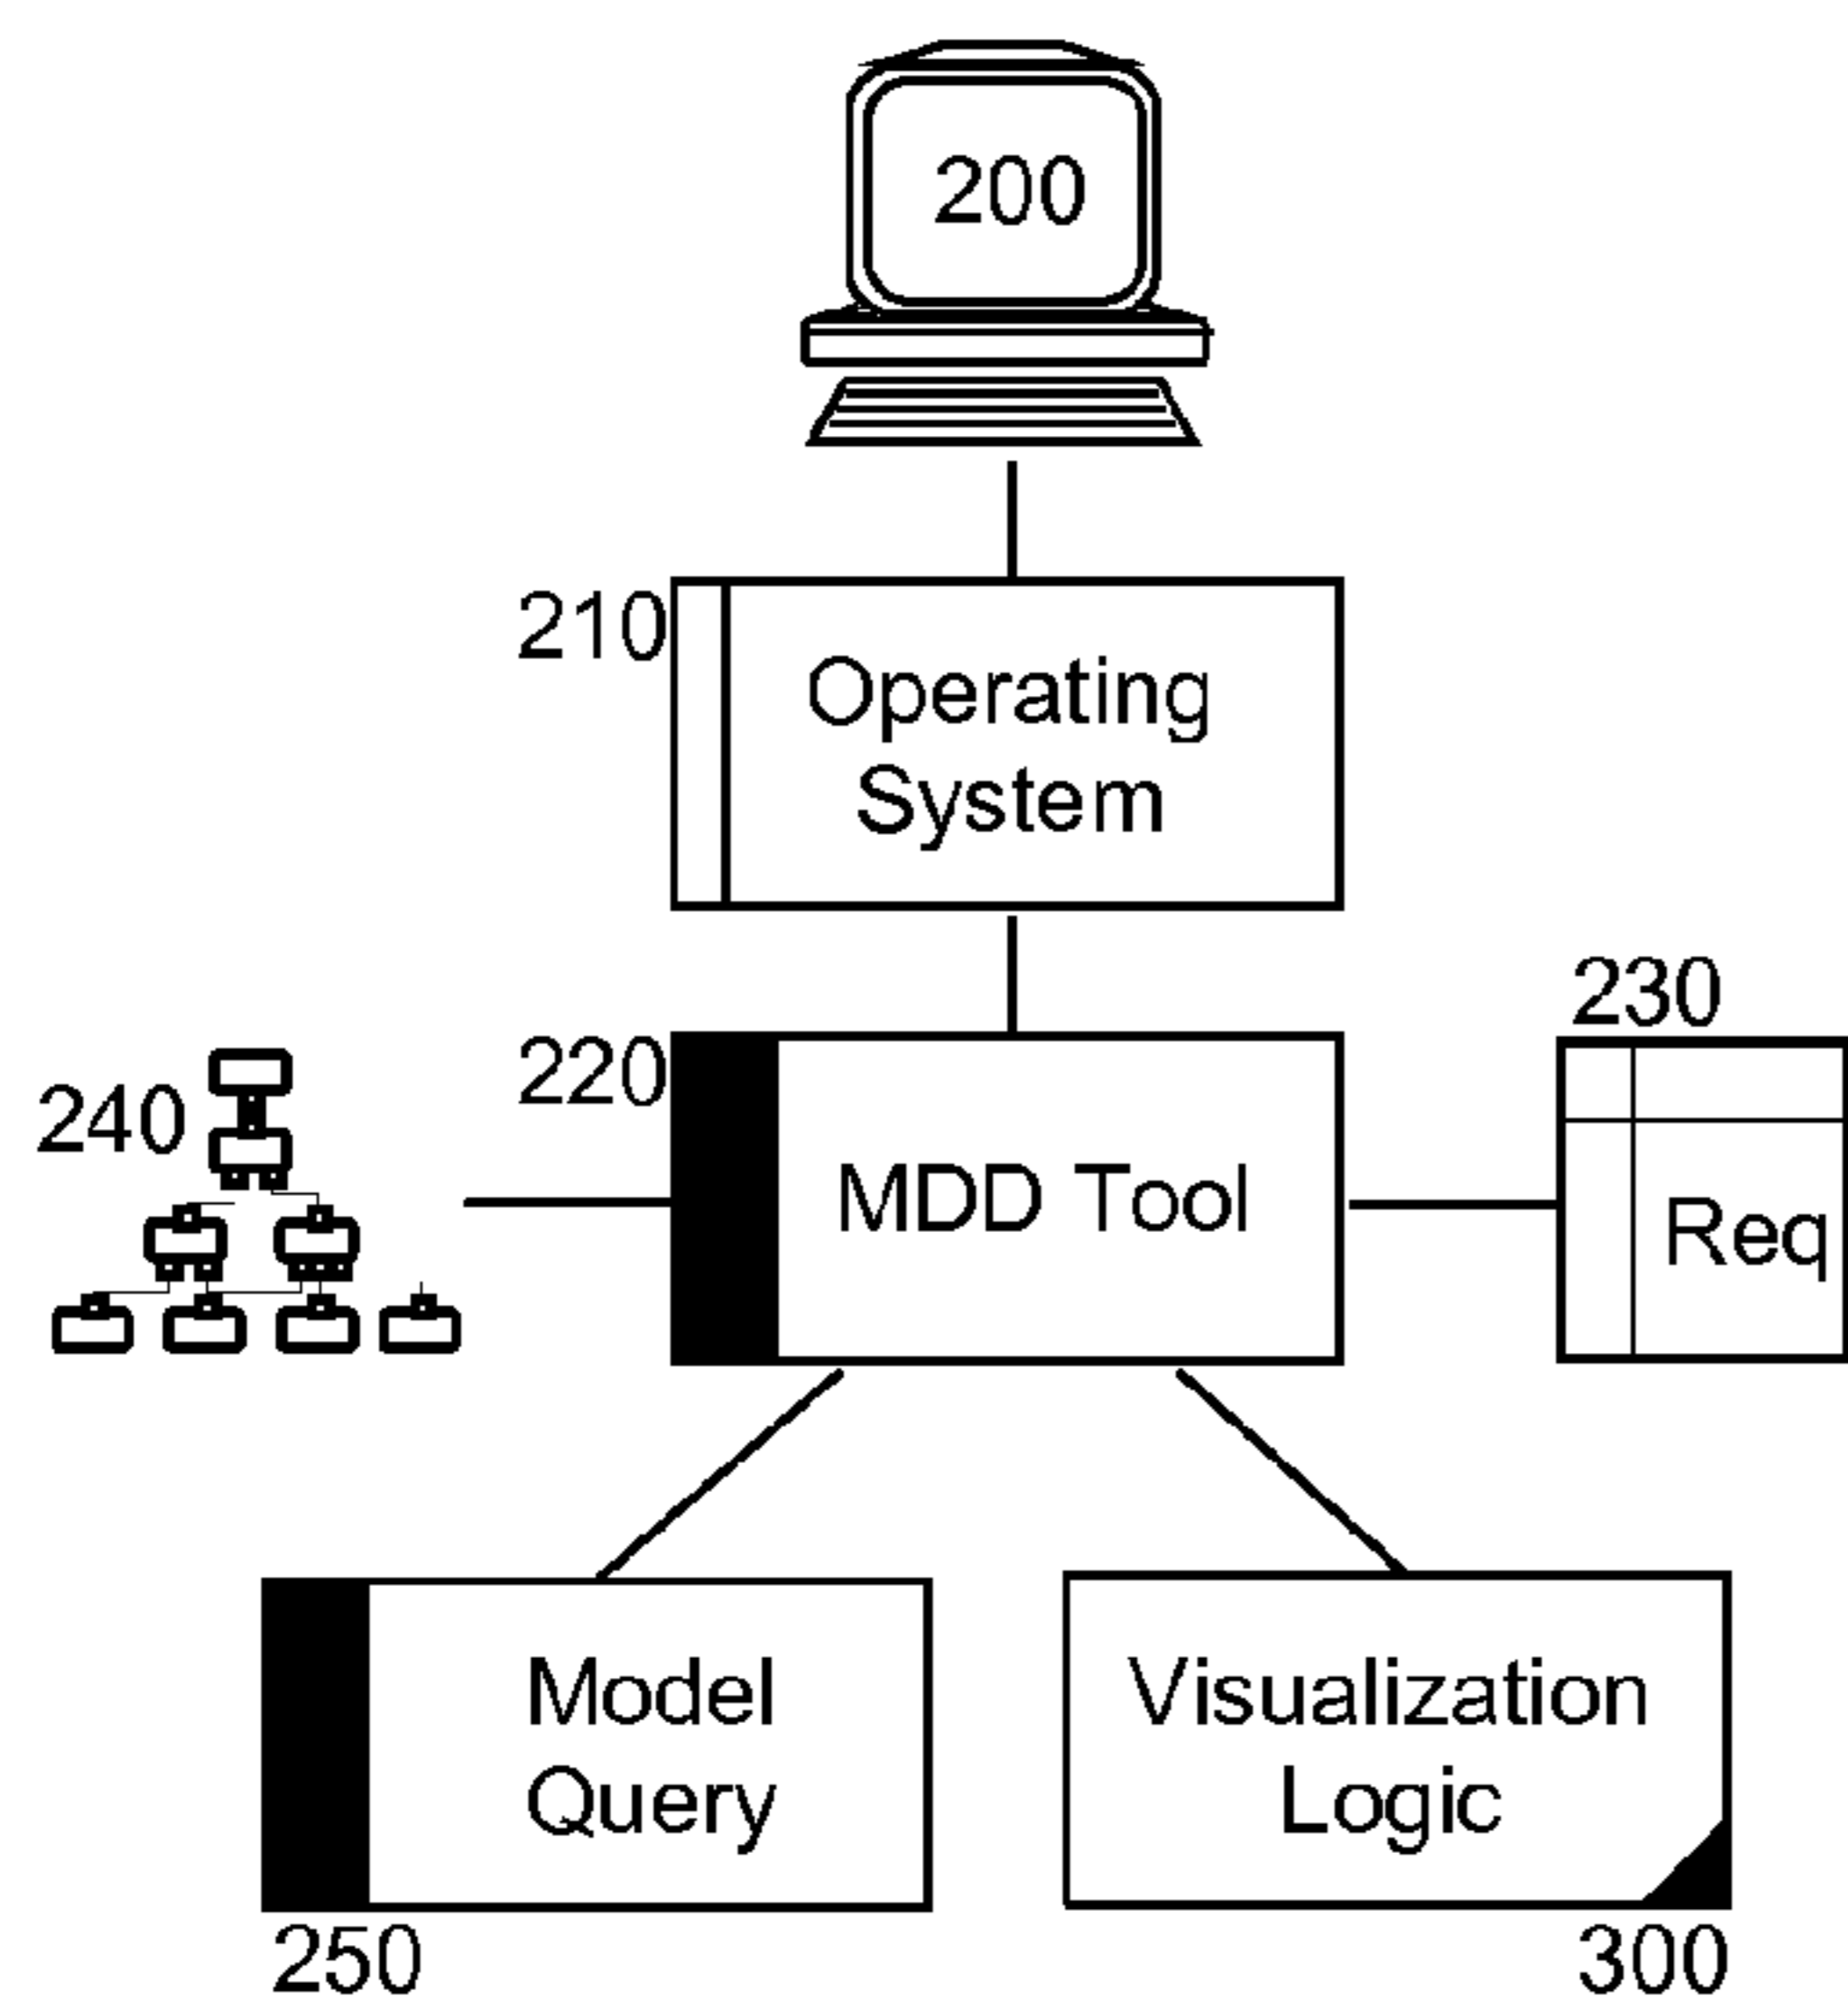 200
210
Operating
System
230
220
240
MDD Tool
Req
Model
Query
Visualization
Logic
250
300